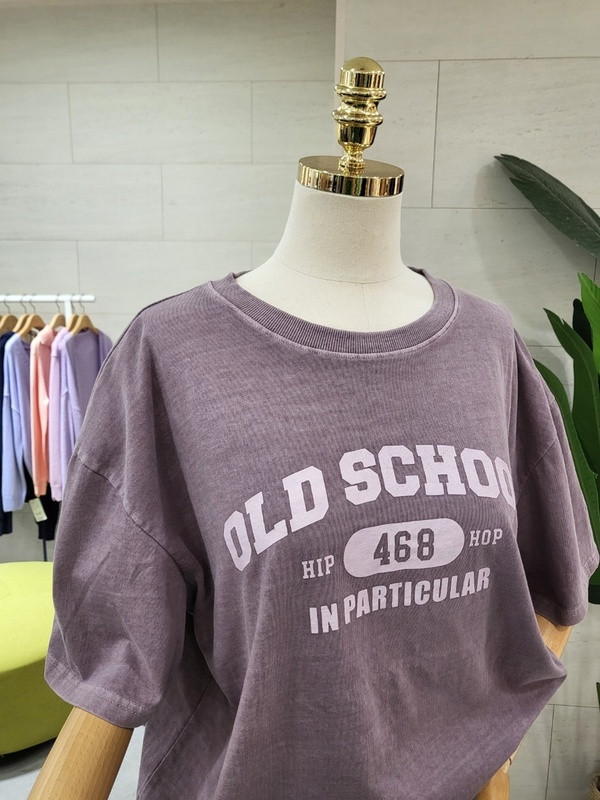 OLD SCHOO
HIP 468 HOP
IN PARTICULAR